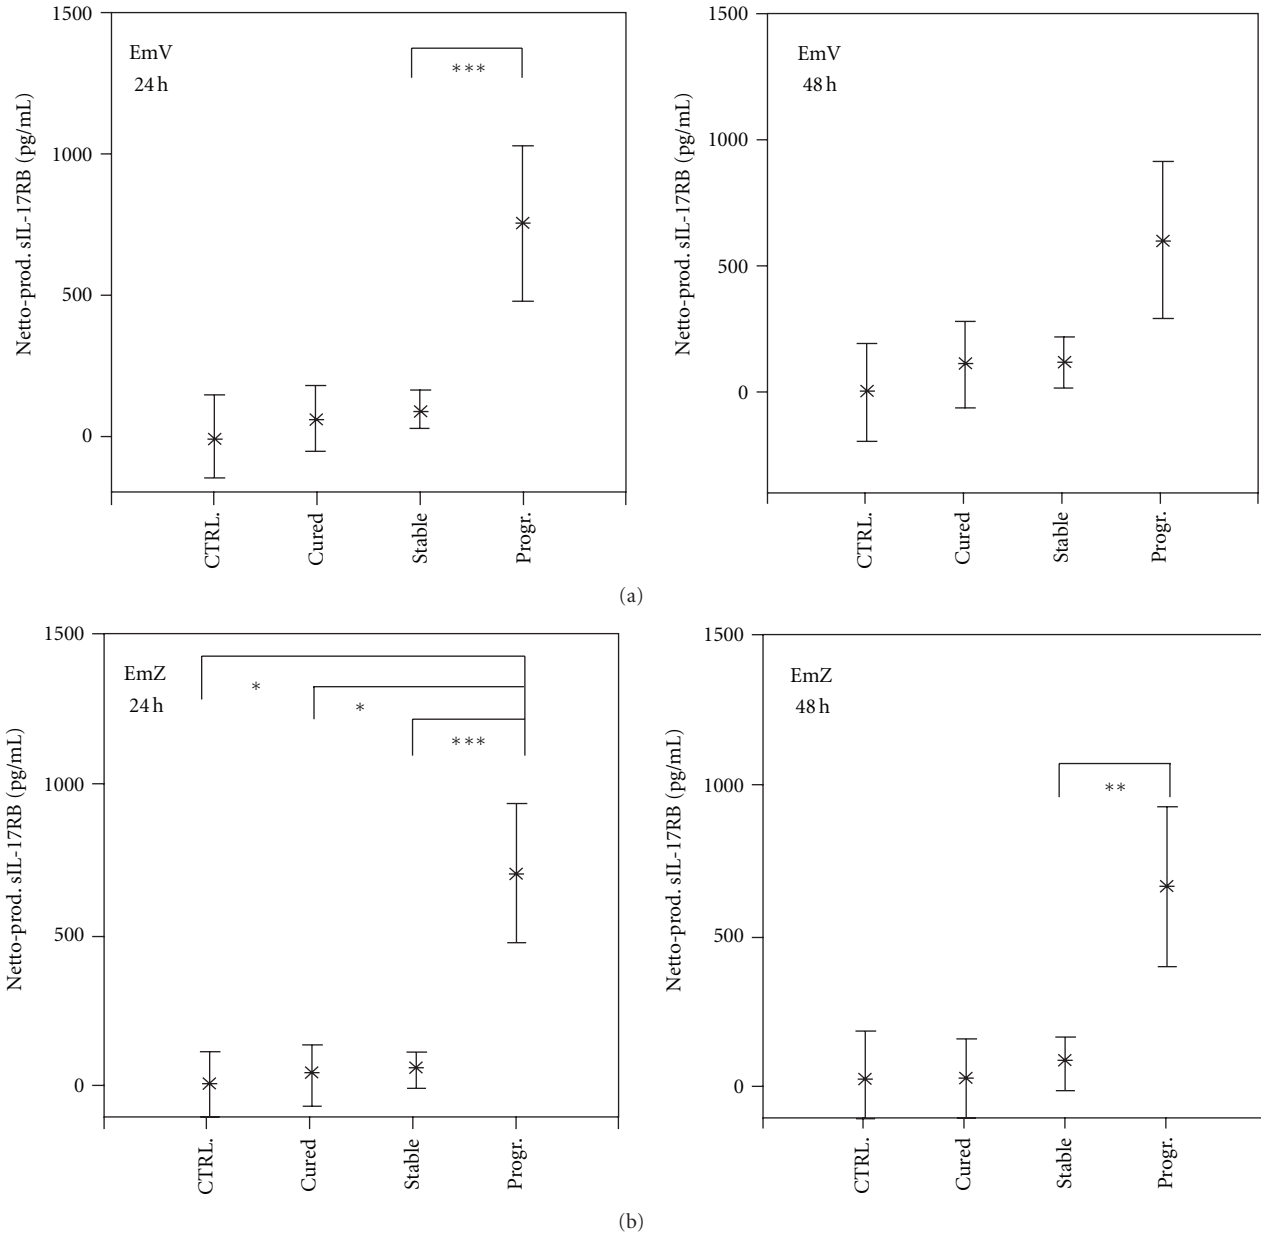 1500
1000
500
0
Netto-prod. sIL-17RB (pg/mL)
EmV
24 h
***
CTRL.
Cured
Stable
Progr.
1500
1000
500
0
Netto-prod. sIL-17RB (pg/mL)
EmV
48 h
CTRL.
Cured
Stable
Progr.
(a)
1500
1000
500
0
Netto-prod. sIL-17RB (pg/mL)
EmZ
24 h
*
*
***
CTRL.
Cured
Stable
Progr.
1500
1000
500
0
Netto-prod. sIL-17RB (pg/mL)
EmZ
48 h
**
CTRL.
Cured
Stable
Progr.
(b)